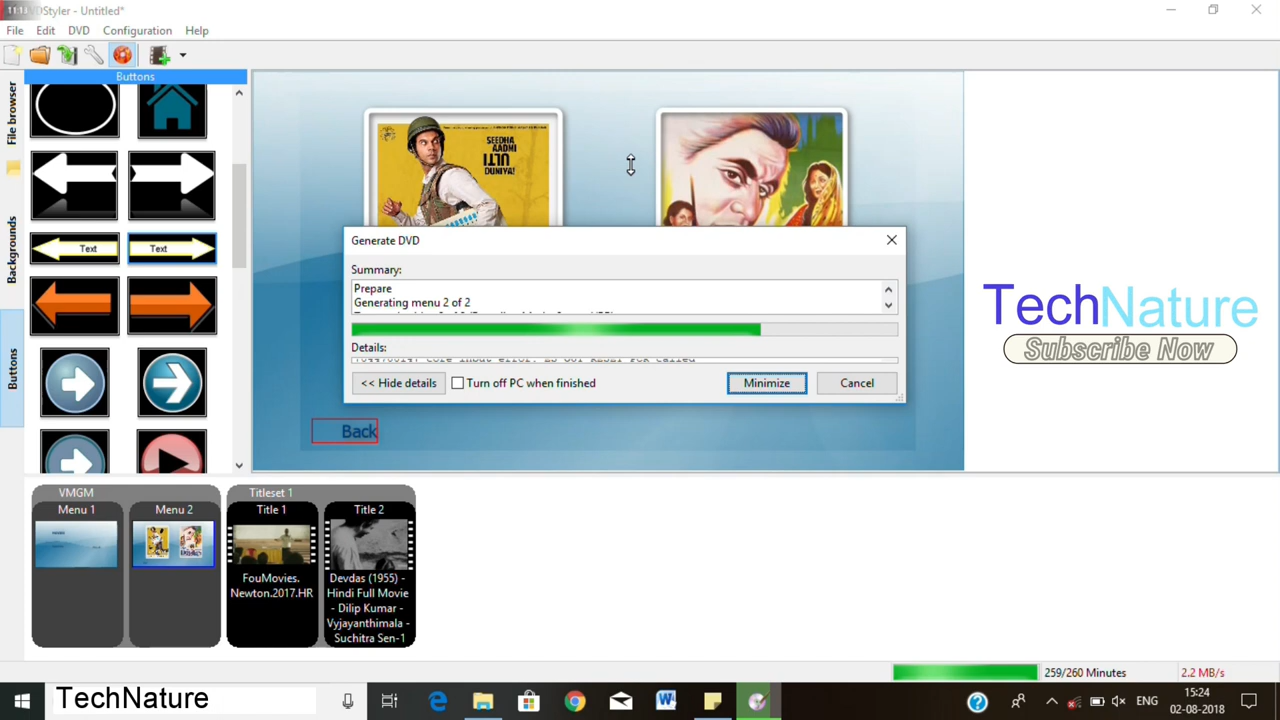 11:13
DStyler - Untitled*
File Edit DVD Configuration Help
Buttons
File browser
Backgrounds
Buttons
Text
Text
SEEDHA
AADHI
ULTI
DUNIYA!
Generate DVD
Summary:
Prepare
Generating menu 2 of 2
Details:
<< Hide details
Turn off PC when finished
Minimize
Cancel
Back
TechNature
Subscribe Now
VMGM
Menu 1
Menu 2
Titleset 1
Title 1
Title 2
FouMovies.
Newton.2017.HR
Devdas (1955) -
Hindi Full Movie
- Dilip Kumar -
Vyjayanthimala -
Suchitra Sen-1
259/260 Minutes
2.2 MB/s
TechNature
ENG
15:24
02-08-2018